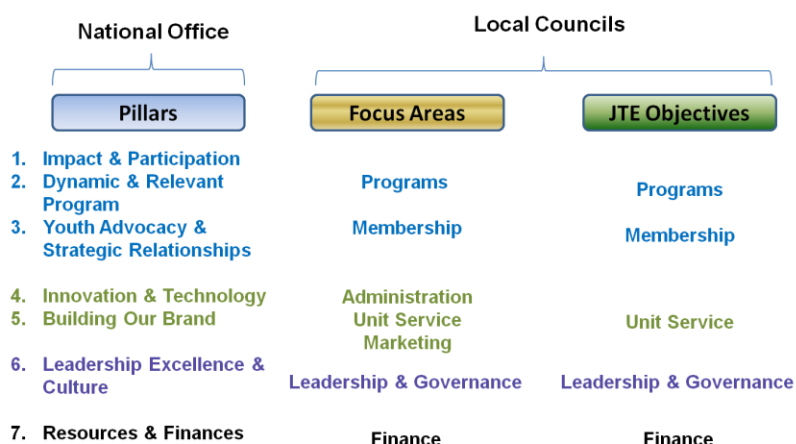 National Office
Local Councils
Pillars
Focus Areas
JTE Objectives
1. Impact & Participation
2. Dynamic & Relevant
Program
3. Youth Advocacy &
Strategic Relationships
4. Innovation & Technology
5. Building Our Brand
6. Leadership Excellence &
Culture
7. Resources & Finances
Programs
Membership
Administration
Unit Service
Marketing
Leadership & Governance
Finance
Programs
Membership
Unit Service
Leadership & Governance
Finance